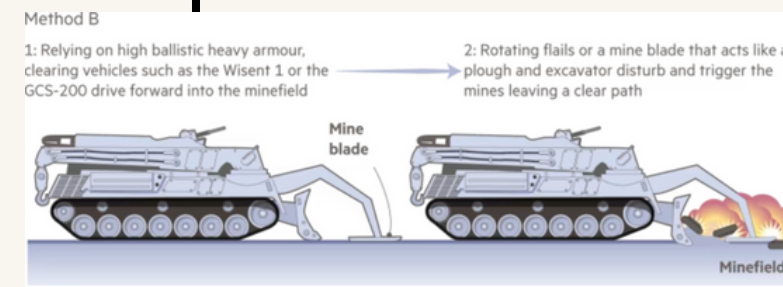 Method B
1: Relying on high ballistic heavy armour,
clearing vehicles such as the Wisent 1 or the
GCS-200 drive forward into the minefield
2: Rotating flails or a mine blade that acts like a
plough and excavator disturb and trigger the
mines leaving a clear path
Mine
blade
Minefield